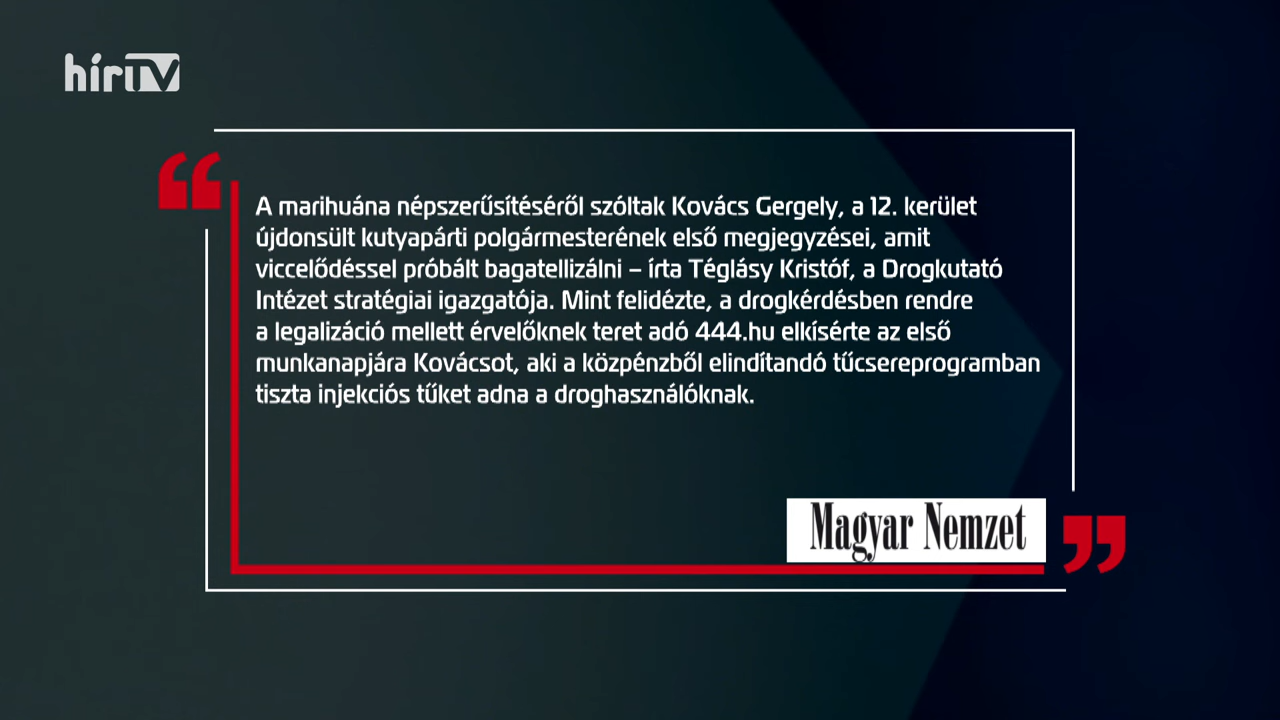 hírTV
A marihuána népszerűsítéséről szóltak Kovács Gergely, a 12. kerület
újdonsült kutyapárti polgármesterének első megjegyzései, amit
viccelődéssel próbált bagatellizálni – írta Téglásy Kristóf, a Drogkutató
Intézet stratégiai igazgatója. Mint felidézte, a drogkérdésben rendre
a legalizáció mellett érvelőknek teret adó 444.hu elkísérte az első
munkanapjára Kovácsot, aki a közpénzből elindítandó tűcsereprogramban
tiszta injekciós tűket adna a droghasználóknak.
Magyar Nemzet